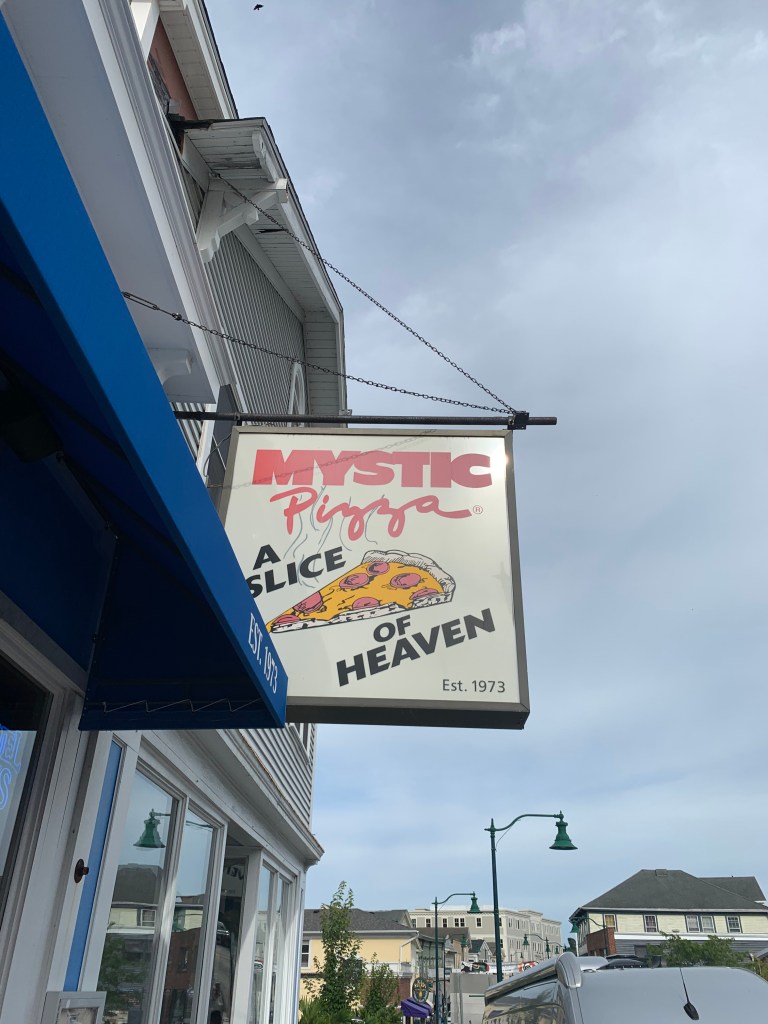 MYSTIC
Pizza®
A
SLICE
OF
HEAVEN
Est. 1973
EST. 1973